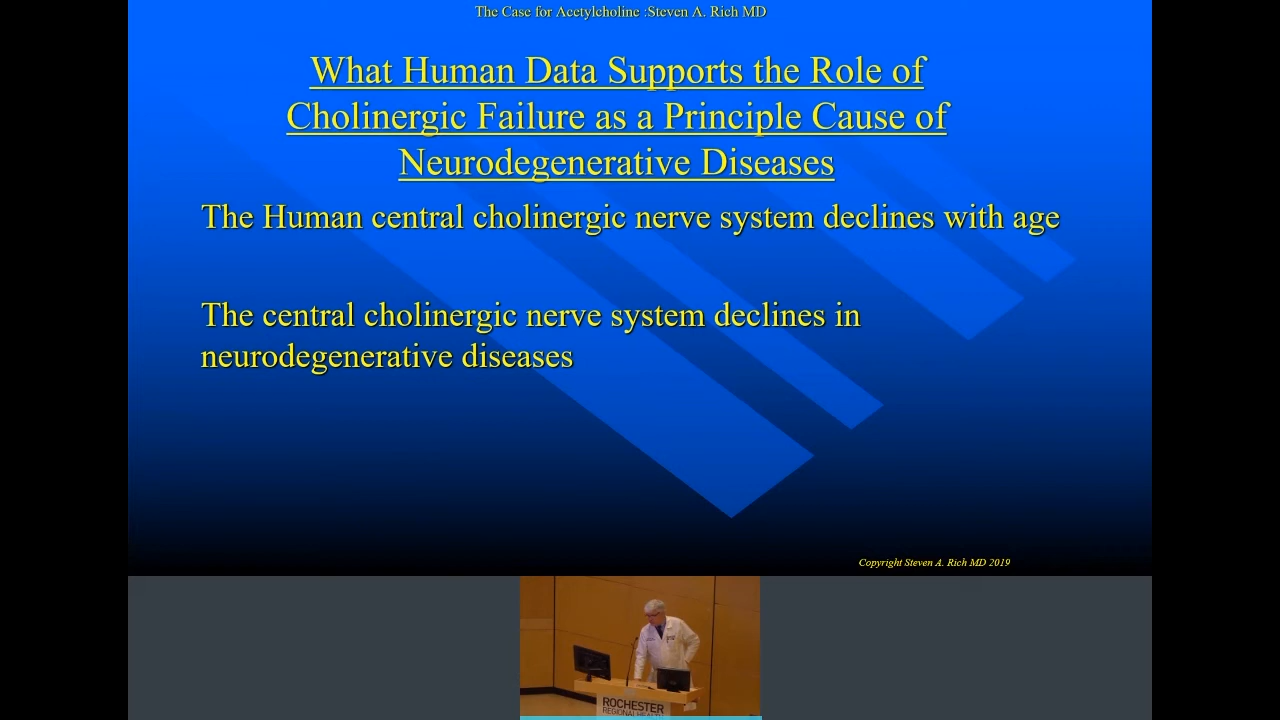 The Case for Acetylcholine :Steven A. Rich MD
What Human Data Supports the Role of
Cholinergic Failure as a Principle Cause of
Neurodegenerative Diseases
The Human central cholinergic nerve system declines with age
The central cholinergic nerve system declines in
neurodegenerative diseases
Copyright Steven A. Rich MD 2019
ROCHESTER
REGIONAL HEALTH